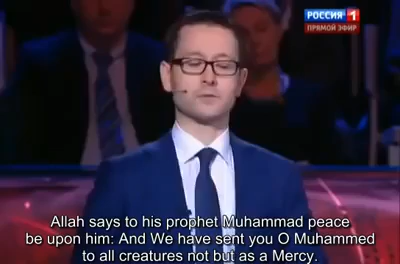 РОССИЯ 1
ПРЯМОЙ ЭФИР
Allah says to his prophet Muhammad peace
be upon him: And We have sent you O Muhammed
to all creatures not but as a Mercy.